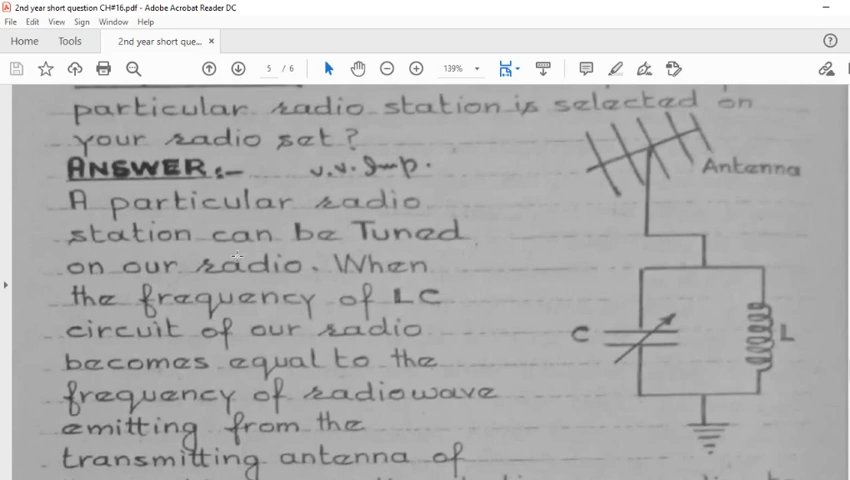 2nd year short question CH#16.pdf - Adobe Acrobat Reader DC
File Edit View Sign Window Help
Home Tools 2nd year short que... ×
5 / 6 139%
particular radio station is selected on
your radio set?
ANSWER:- v.v.Imp.
A particular radio
station can be Tuned
on our radio. When
the frequency of LC
circuit of our radio
becomes equal to the
frequency of radiowave
emitting from the
transmitting antenna of
Antenna
C
L